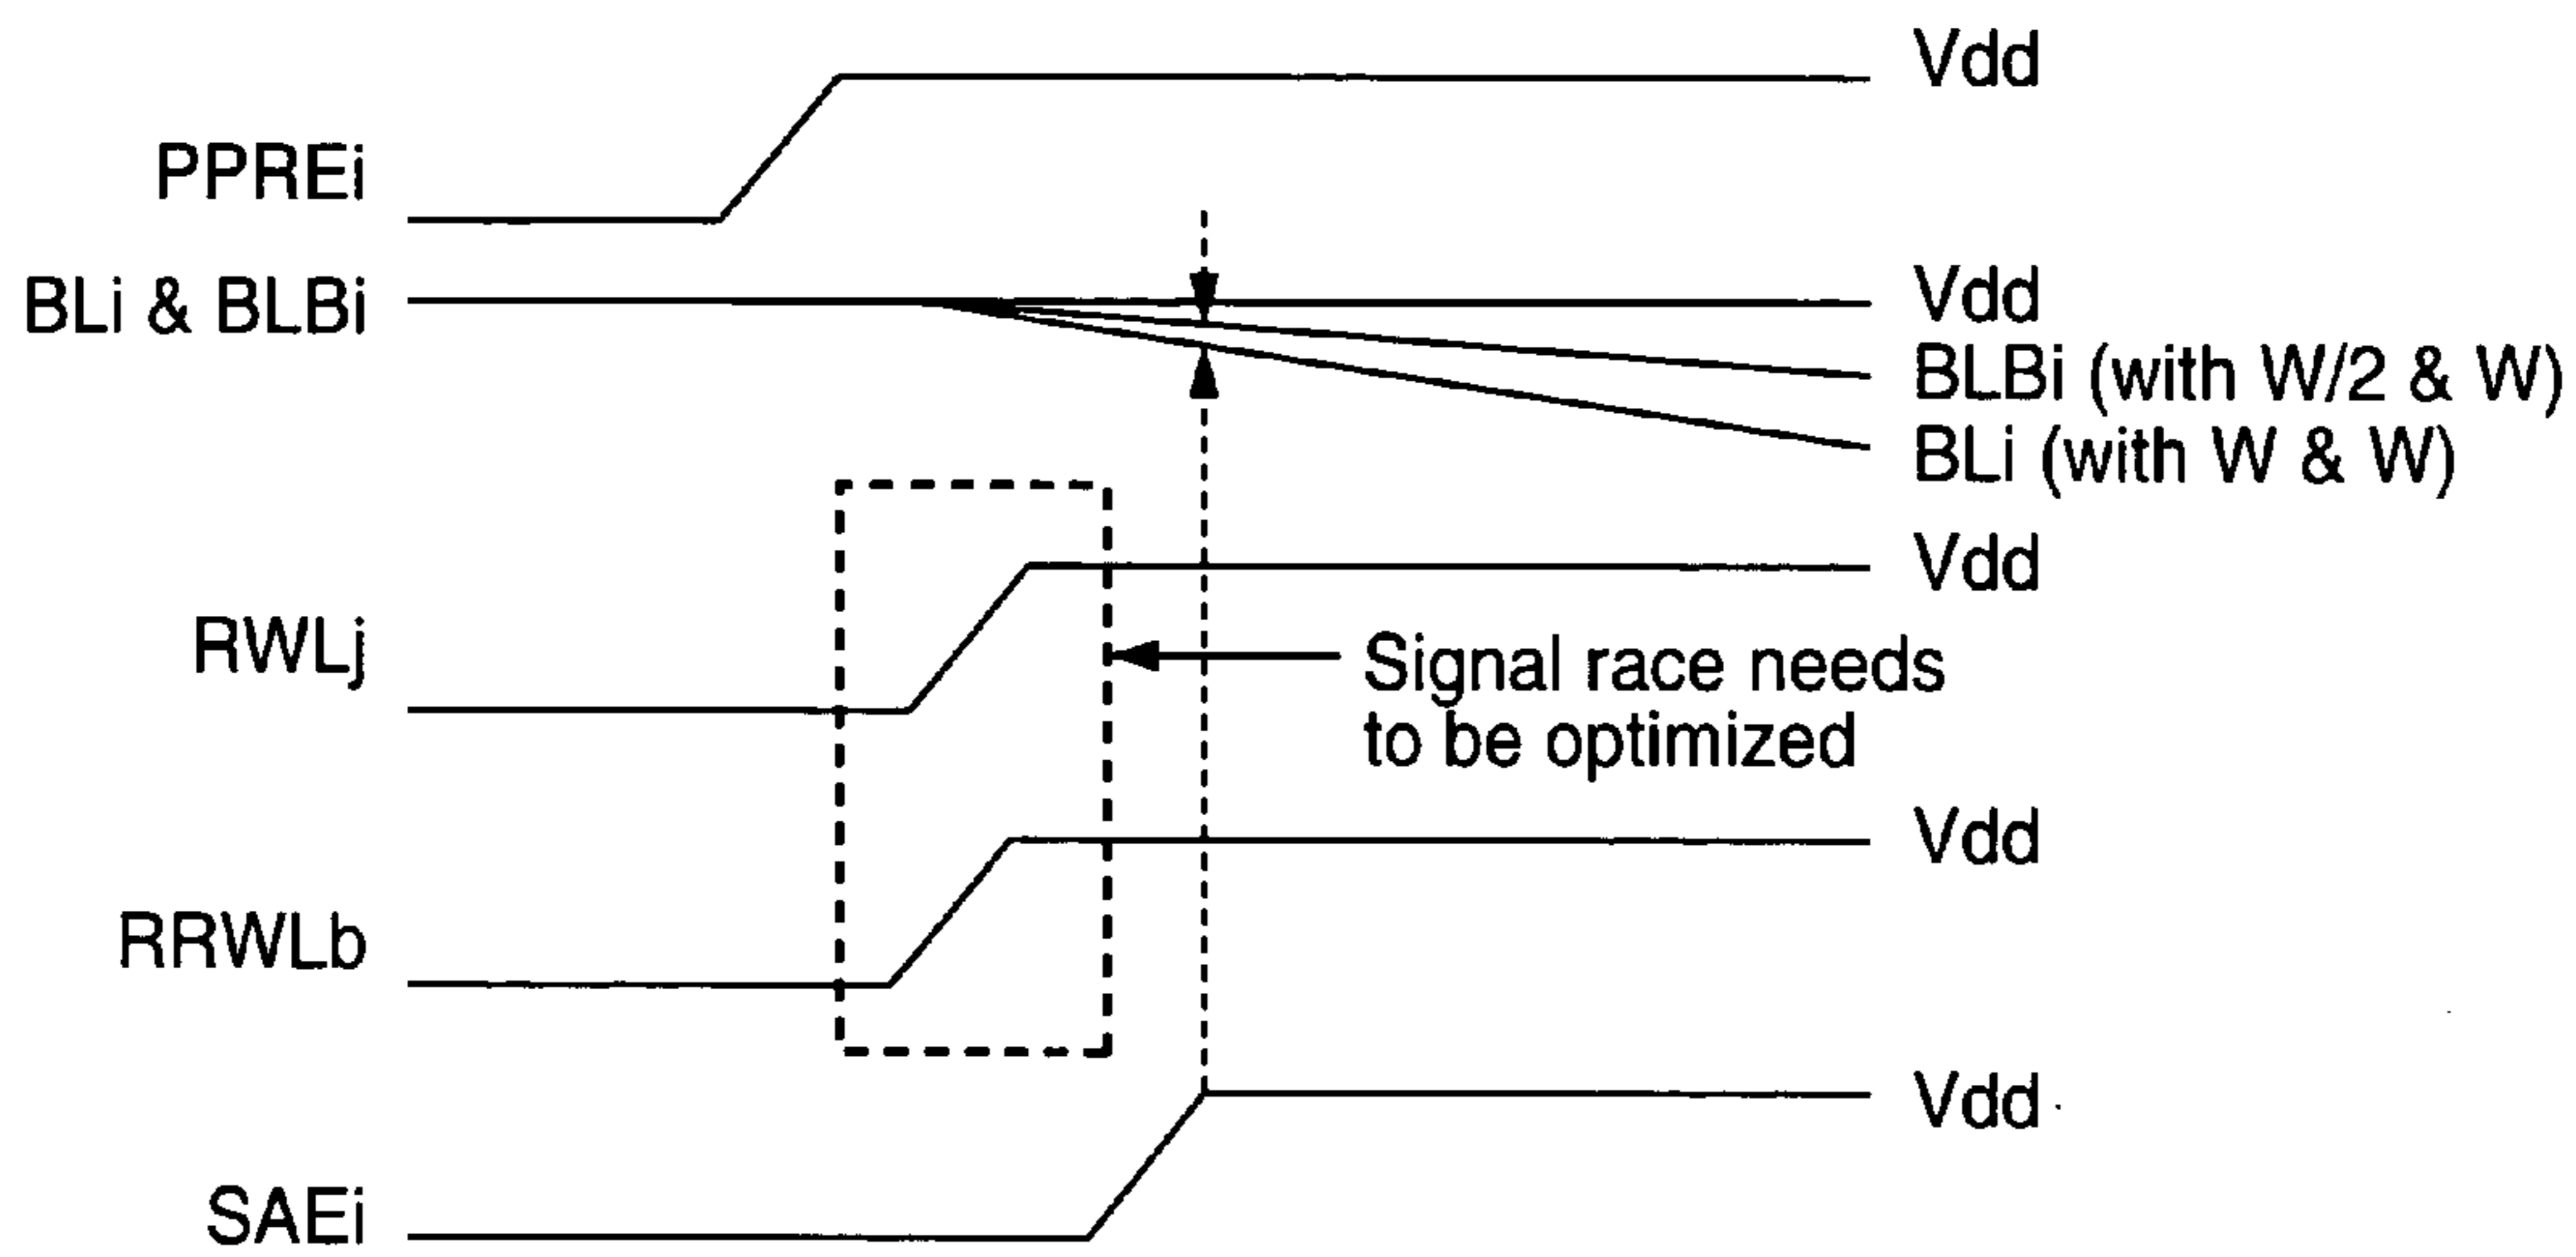 Vdd
PPREi
BLi & BLBi
Vdd
BLBi (with W/2 & W)
BLi (with W & W)
Vdd
RWLj
Signal race needs
to be optimized
Vdd
RRWLb
Vdd
SAEi